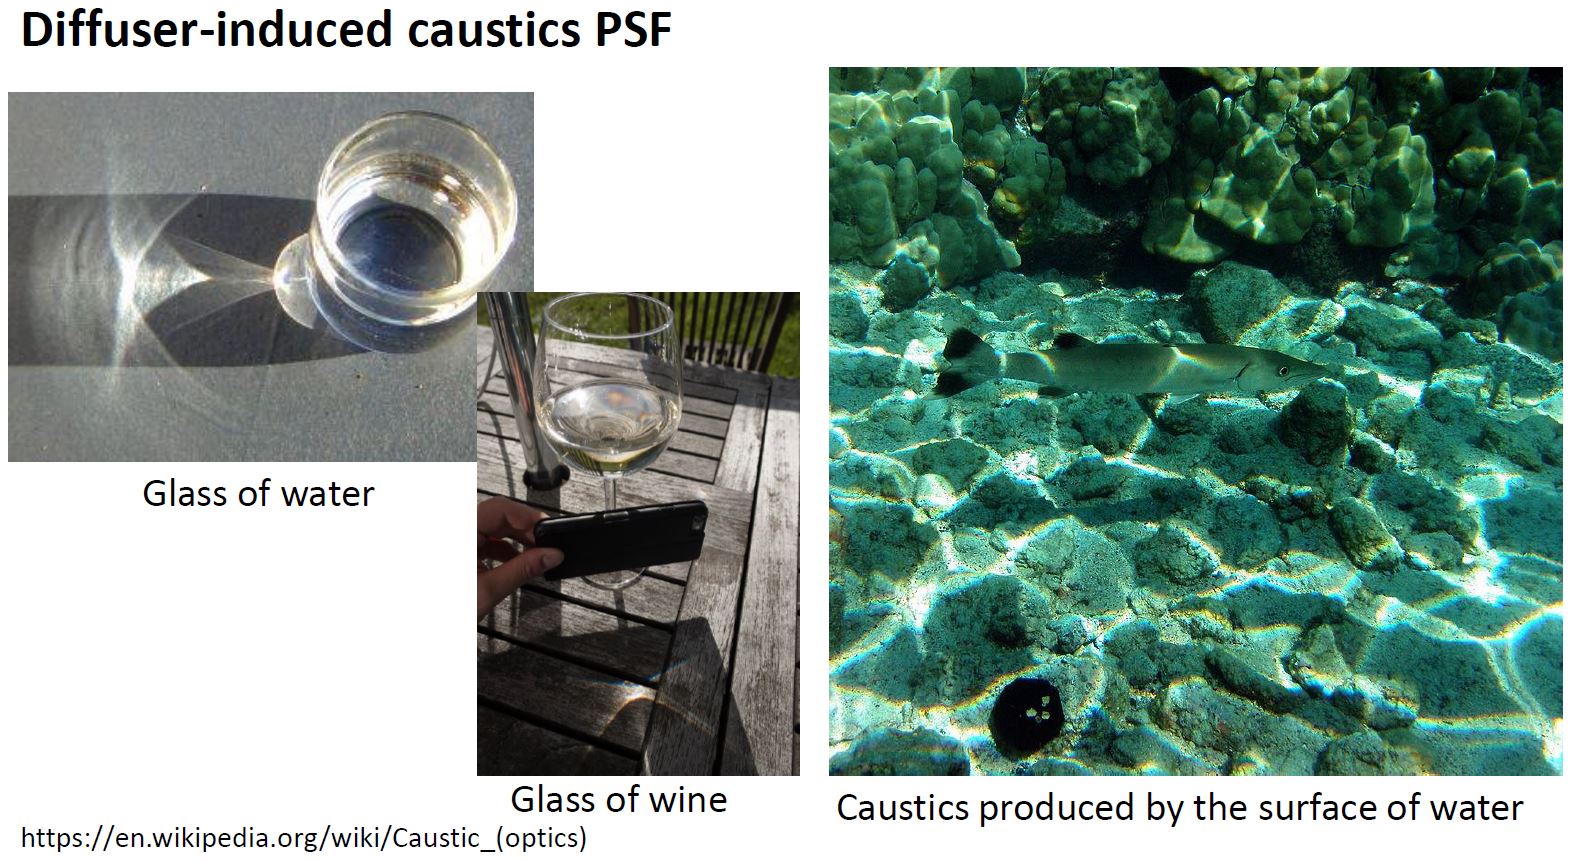 Diffuser-induced caustics PSF
Glass of water
Glass of wine
Caustics produced by the surface of water
https://en.wikipedia.org/wiki/Caustic_(optics)